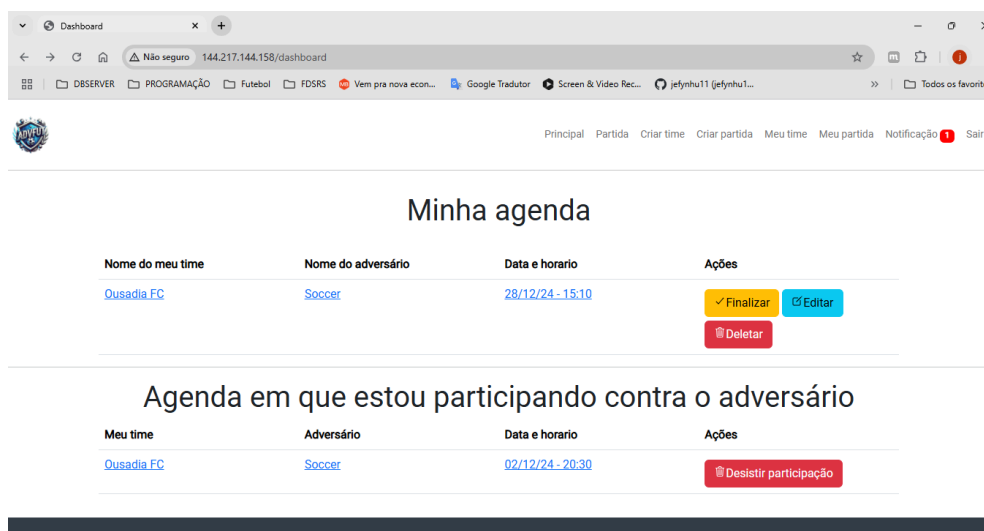 Dashboard
Não seguro 144.217.144.158/dashboard
DBSERVER PROGRAMAÇÃO Futebol FDSRS Vem pra nova econ... Google Tradutor Screen & Video Rec... jefynhu11 (jefynhu1... » Todos os favorit
ADVFU
Principal Partida Criar time Criar partida Meu time Meu partida Notificação 1 Sair
Minha agenda
Nome do meu time Nome do adversário Data e horario Ações
Ousadia FC Soccer 28/12/24 - 15:10 Finalizar Editar
Deletar
Agenda em que estou participando contra o adversário
Meu time Adversário Data e horario Ações
Ousadia FC Soccer 02/12/24 - 20:30 Desistir participação